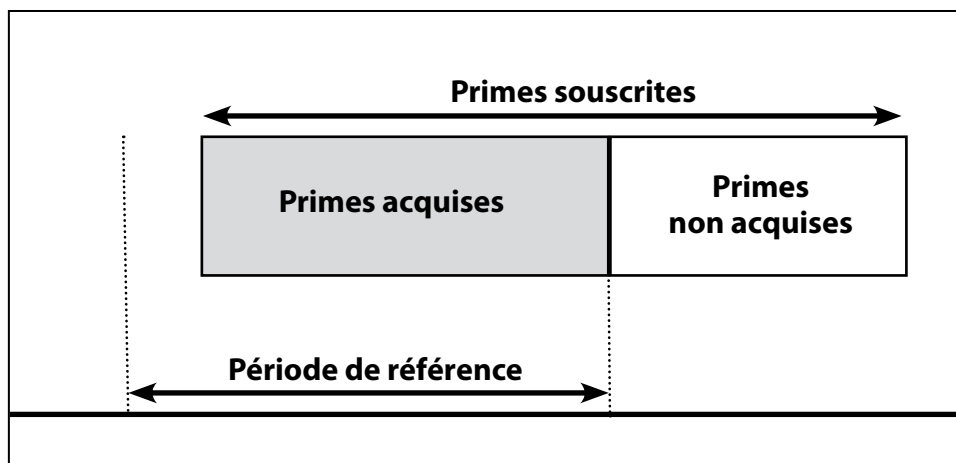 Primes souscrites
Primes acquises
Primes
non acquises
Période de référence